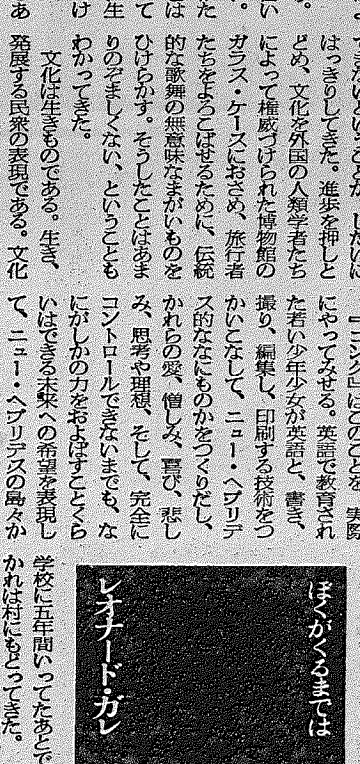 はっきりしてきた。進歩を押しと
どめ、文化を外国の人類学者たち
によって権威づけられた博物館の
ガラス・ケースにおさめ、旅行者
たちをよろこばせるために、伝統
的な歌舞の無意味なまがいものを
ひけらかす。そうしたことはあま
りのぞましくない、ということも
わかってきた。
文化は生きものである。生き、
発展する民衆の表現である。文化
はこのことを、実際
にやってみせる。英語で教育され
た若い少年少女が英語と、書き、
撮り、編集し、印刷する技術をつ
かいこなして、ニュー・ヘブリデ
ス的ななにものかをつくりだし、
かれらの愛、憎しみ、喜び、悲し
み、思考や理想、そして、完全に
コントロールできないまでも、な
にがしかの力をおよぼすことくら
いはできる未来への希望を表現し
て、ニュー・ヘブリデスの島々か
ぼくがくるまでは
レオナード・ガレ
学校に五年間いってたあとで
かれは村にもどってきた。